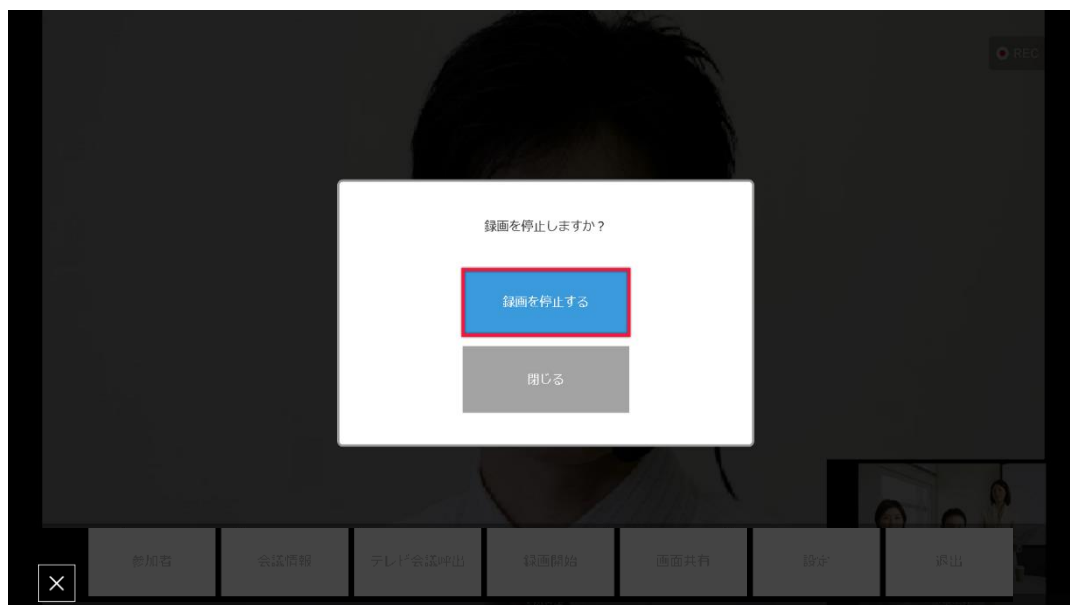 REC
録画を停止しますか？
録画を停止する
閉じる
参加者
会議情報
テレビ会議呼出
録画開始
画面共有
設定
退出